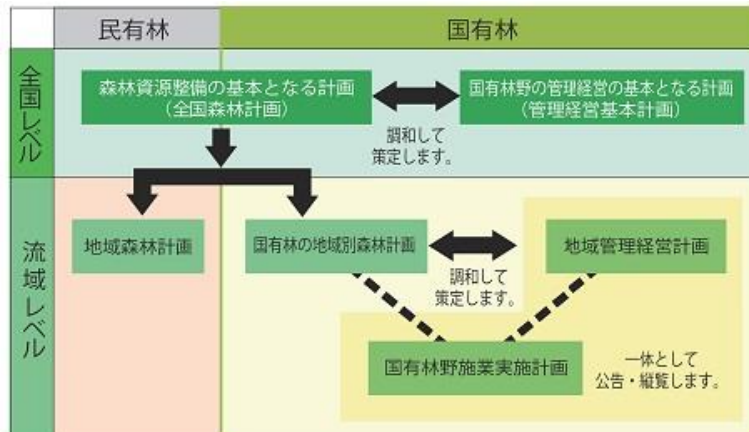 民有林
国有林
全国レベル
森林資源整備の基本となる計画
（全国森林計画）
国有林野の管理経営の基本となる計画
（管理経営基本計画）
調和して
策定します。
流域レベル
地域森林計画
国有林の地域別森林計画
地域管理経営計画
調和して
策定します。
国有林野施業実施計画
一体として
公告・縦覧します。